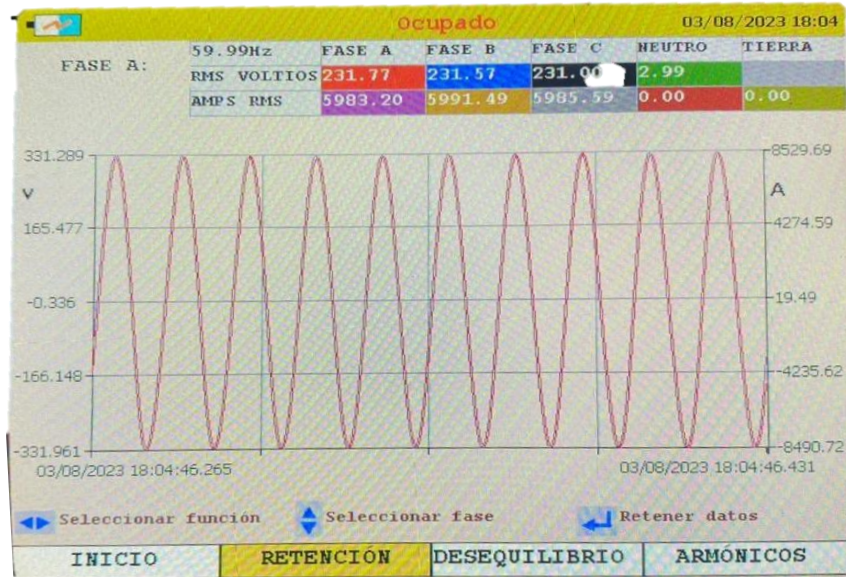 Ocupado 03/08/2023 18:04
FASE A: 59.99Hz FASE A FASE B FASE C NEUTRO TIERRA
RMS VOLTIOS 231.77 231.57 231.00 2.99
AMPS RMS 5983.20 5991.49 5985.59 0.00 0.00
331.289 8529.69
V A
165.477 4274.59
-0.336 19.49
-166.148 -4235.62
-331.961 -8490.72
03/08/2023 18:04:46.265 03/08/2023 18:04:46.431
Seleccionar función Seleccionar fase Retener datos
INICIO RETENCIÓN DESEQUILIBRIO ARMÓNICOS